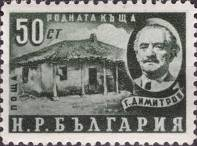 РОДНАТА КЪЩА
50 СТ
ПОЩА
Г. ДИМИТРОВ
Н.Р. БЪЛГАРИЯ